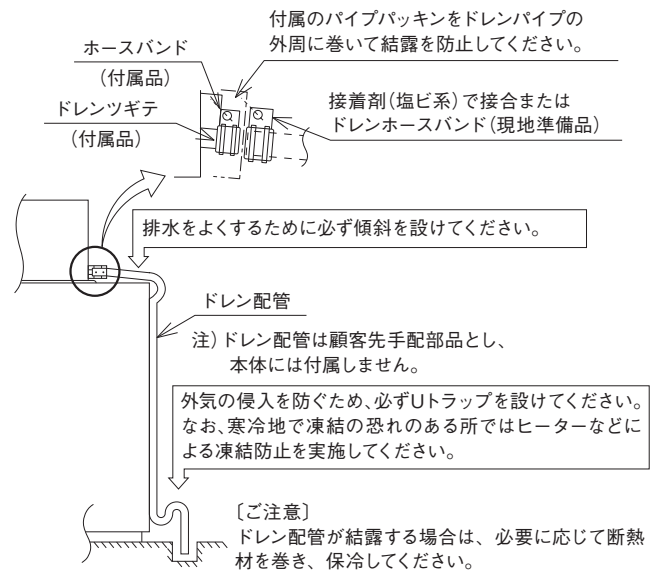 付属のパイプパッキンをドレンパイプの
外周に巻いて結露を防止してください。
ホースバンド
(付属品)
ドレンツギテ
(付属品)
接着剤(塩ビ系)で接合または
ドレンホースバンド(現地準備品)
排水をよくするために必ず傾斜を設けてください。
ドレン配管
注)ドレン配管は顧客先手配部品とし、
本体には付属しません。
外気の侵入を防ぐため、必ずUトラップを設けてください。
なお、寒冷地で凍結の恐れのある所ではヒーターなどに
よる凍結防止を実施してください。
〔ご注意〕
ドレン配管が結露する場合は、必要に応じて断熱
材を巻き、保冷してください。